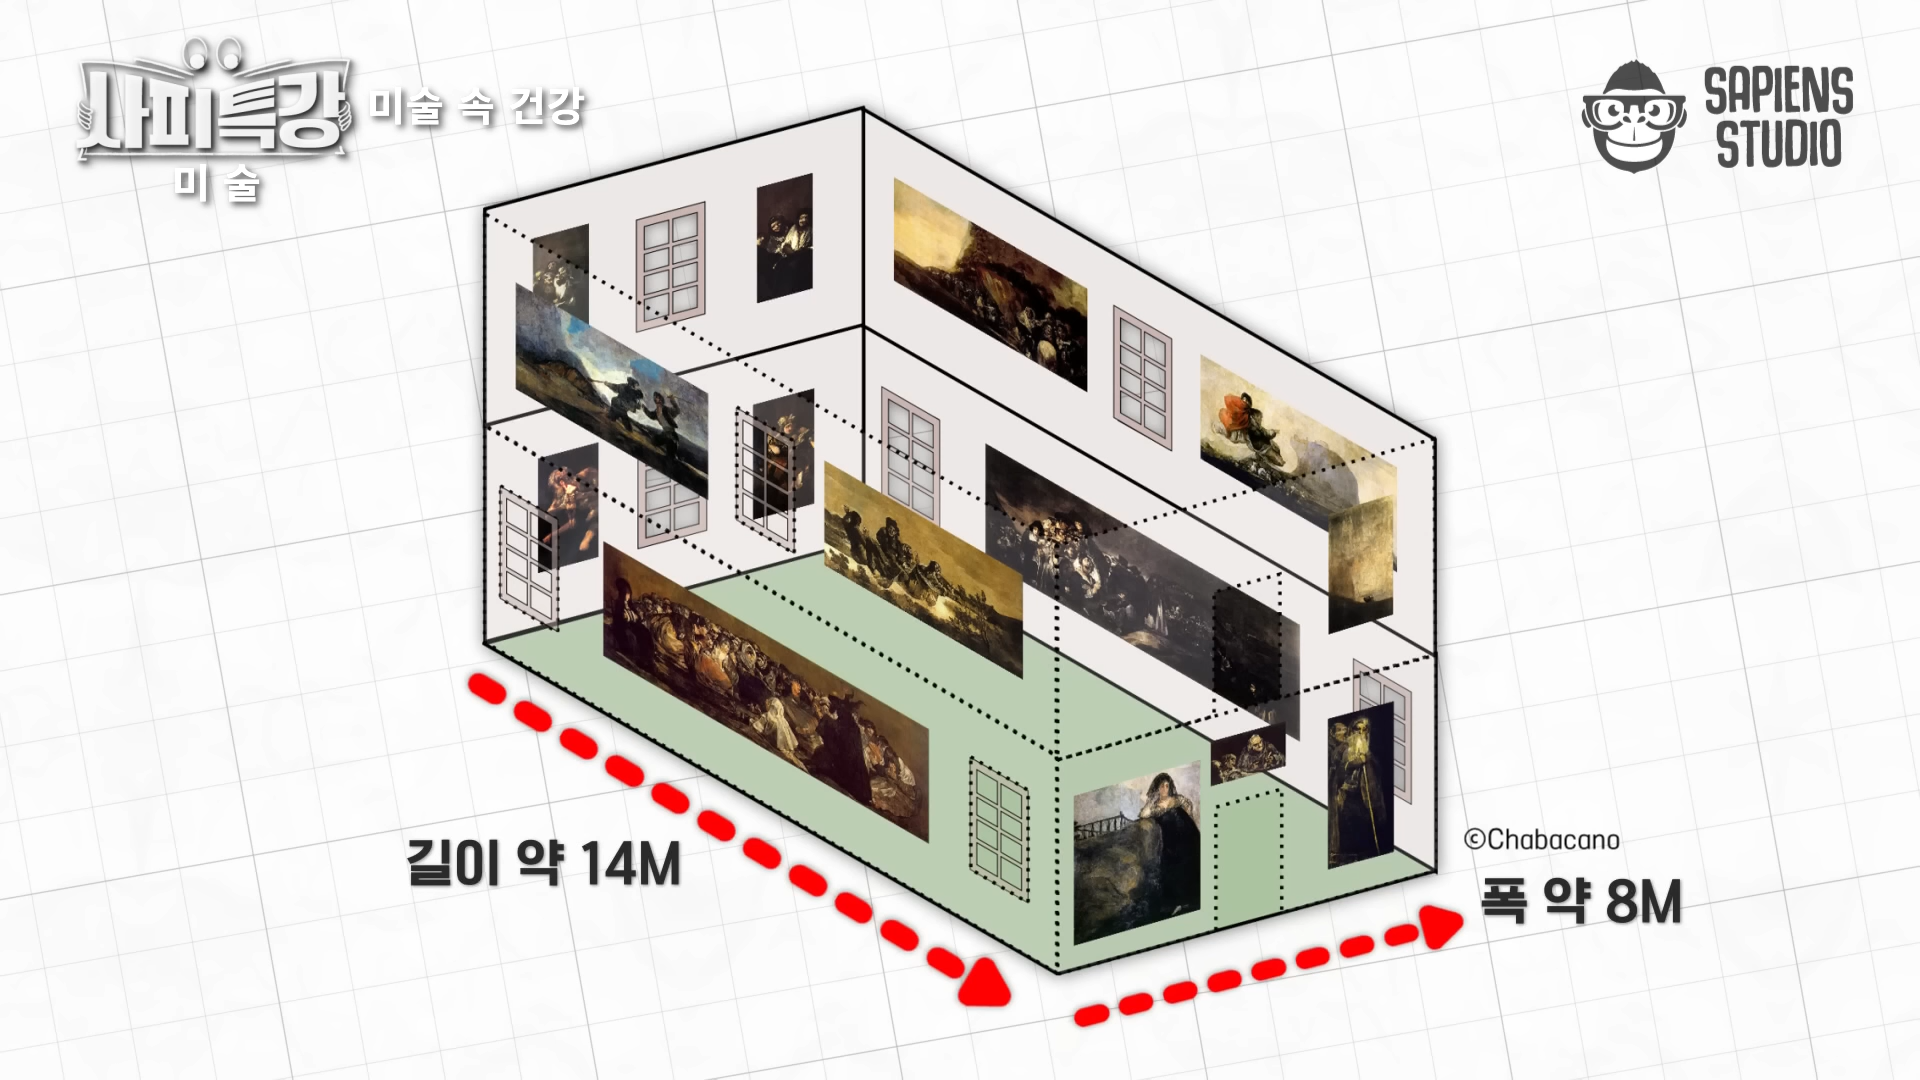 사피특강
미술
미술 속 건강
SAPIENS
STUDIO
길이 약 14M
©Chabacano
폭 약 8M